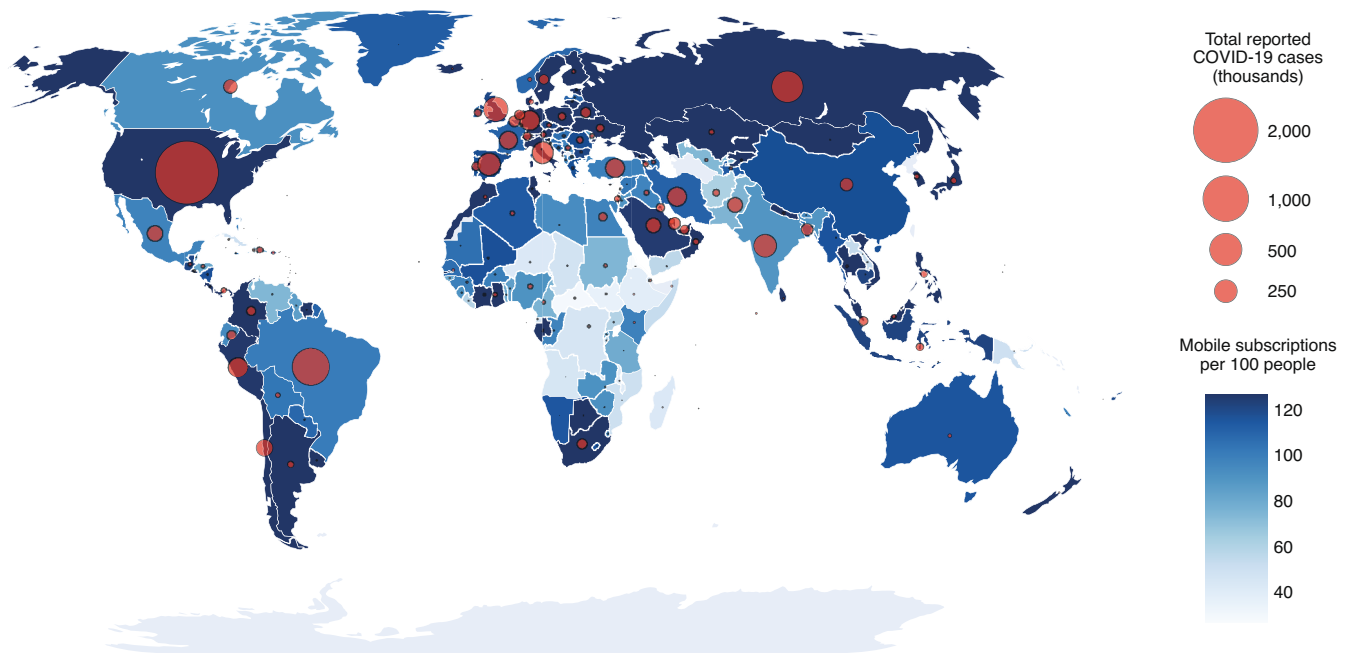 Total reported
COVID-19 cases
(thousands)
2,000
1,000
500
250
Mobile subscriptions
per 100 people
120
100
80
60
40